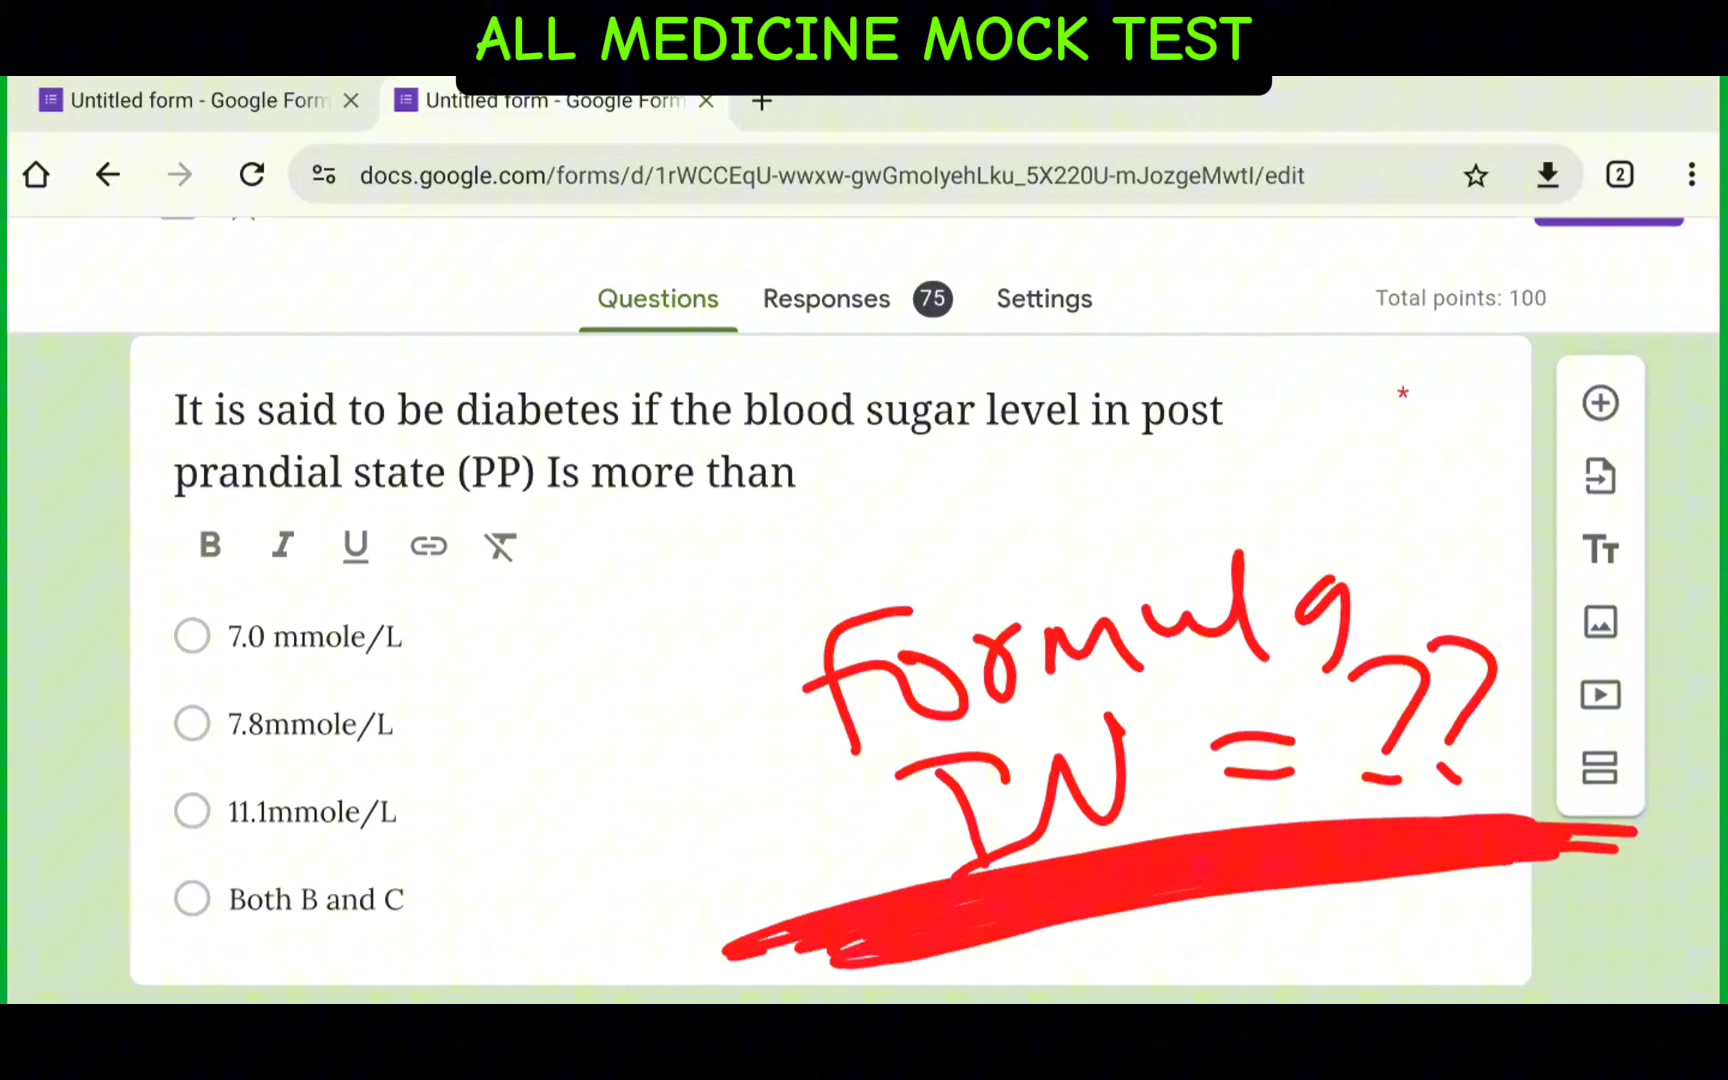 ALL MEDICINE MOCK TEST
Untitled form - Google Form
Untitled form - Google Form
docs.google.com/forms/d/1rWCCEqU-wwxw-gwGmoIyehLku_5X220U-mJozgeMwtI/edit
2
Questions
Responses 75
Settings
Total points: 100
It is said to be diabetes if the blood sugar level in post *
prandial state (PP) Is more than
B I U
7.0 mmole/L
7.8mmole/L
11.1mmole/L
Both B and C
Formula
IN = ??
Tт